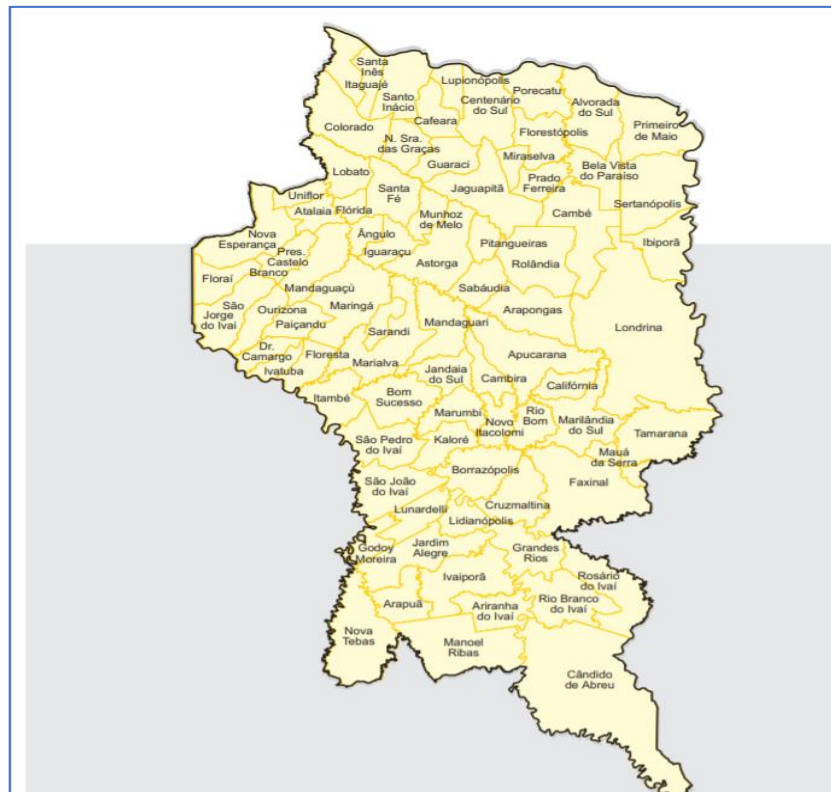 Santa
Inês
Itaguajé
Santo
Inácio
Lupionópolis
Centenário
do Sul
Porecatu
Alvorada
do Sul
Primeiro
de Maio
Colorado
Cafeara
N. Sra.
das Graças
Florestópolis
Guaraci
Miraselva
Bela Vista
do Paraíso
Lobato
Santa
Fé
Jaguapitã
Prado
Ferreira
Sertanópolis
Uniflor
Atalaia
Flórida
Munhoz
de Melo
Cambé
Nova
Esperança
Ângulo
Iguaraçu
Pitangueiras
Ibiporã
Pres.
Castelo
Branco
Astorga
Rolândia
Floraí
Mandaguaçú
Sabáudia
São
Jorge
do Ivai
Ourizona
Paiçandu
Maringá
Sarandi
Mandaguari
Arapongas
Londrina
Dr.
Camargo
Ivatuba
Floresta
Marialva
Jandaia
do Sul
Cambira
Apucarana
Califórnia
Itambé
Bom
Sucesso
Marumbi
Novo
Itacolomi
Rio
Bom
Marilândia
do Sul
Tamarana
São Pedro
do Ivaí
Kaloré
Mauá
da Serra
Borrazópolis
Faxinal
São João
do Ivaí
Cruzmaltina
Lunardelli
Lidianópolis
Godoy
Moreira
Jardim
Alegre
Grandes
Rios
Ivaiporã
Rosário
do Ivaí
Arapuã
Ariranha
do Ivaí
Rio Branco
do Ivaí
Nova
Tebas
Manoel
Ribas
Cândido
de Abreu